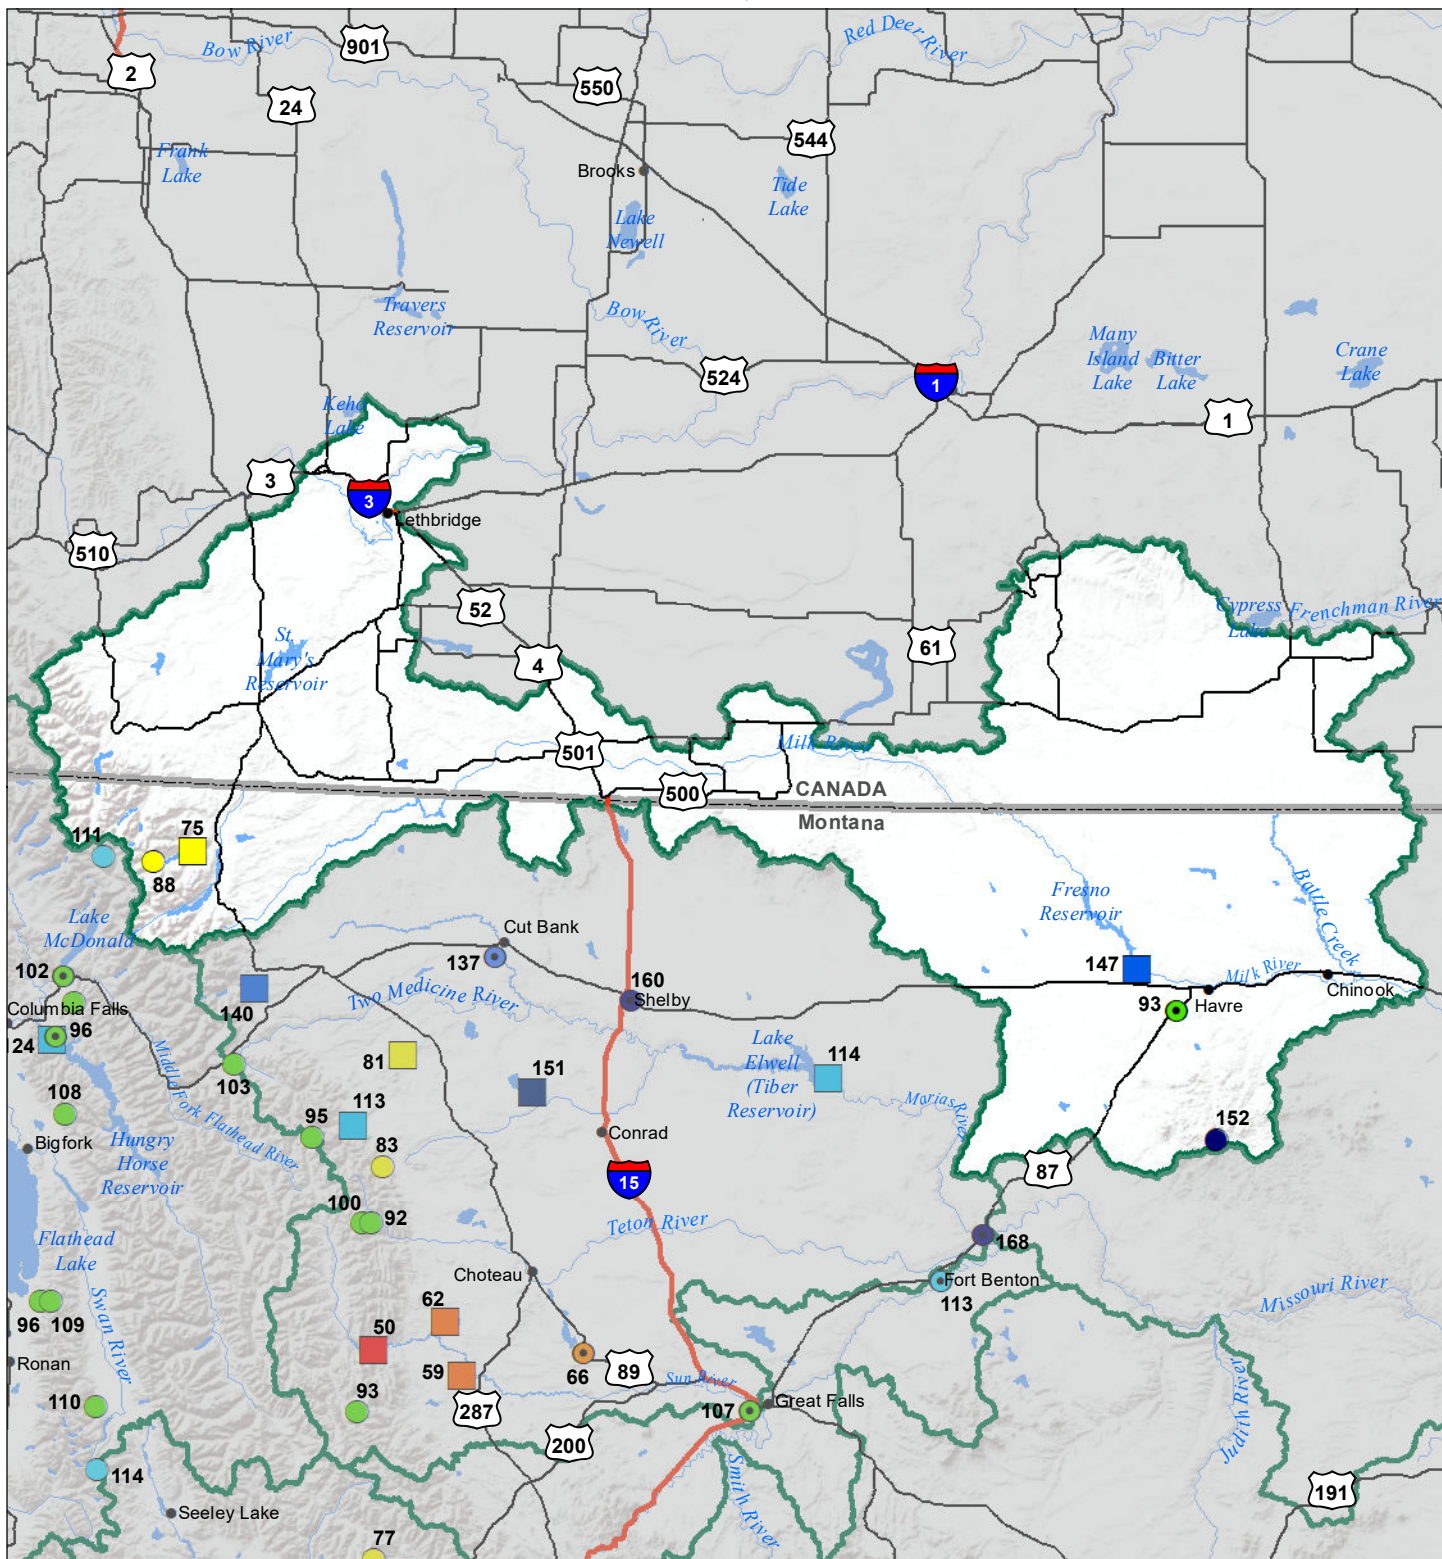 Bow River
901
Red Deer River
2
24
550
544
Frank
Lake
Brooks
Tide
Lake
Lake
Newell
Travers
Reservoir
Bow River
524
1
Many
Island
Lake
Bitter
Lake
Crane
Lake
Keho
Lake
1
3
3
Lethbridge
510
52
61
Cypress
Lake
Frenchman River
St.
Mary's
Reservoir
4
501
Milk River
500
CANADA
Montana
111
75
88
Lake
McDonald
Fresno
Reservoir
Battle Creek
Cut Bank
137
102
160
Shelby
147
Milk River
Chinook
Columbia Falls
140
Two Medicine River
93
Havre
96
124
81
Lake
Elwell
(Tiber
Reservoir)
114
103
151
Middle Fork Flathead River
108
113
Marias River
95
Conrad
152
Bigfork
Hungry
Horse
Reservoir
83
15
87
100
92
Teton River
168
Flathead
Lake
Choteau
Fort Benton
113
Missouri River
Swan River
62
96
109
50
Ronan
59
66
89
Sun River
Judith River
110
93
287
107
Great Falls
200
114
Smith River
191
Seeley Lake
77